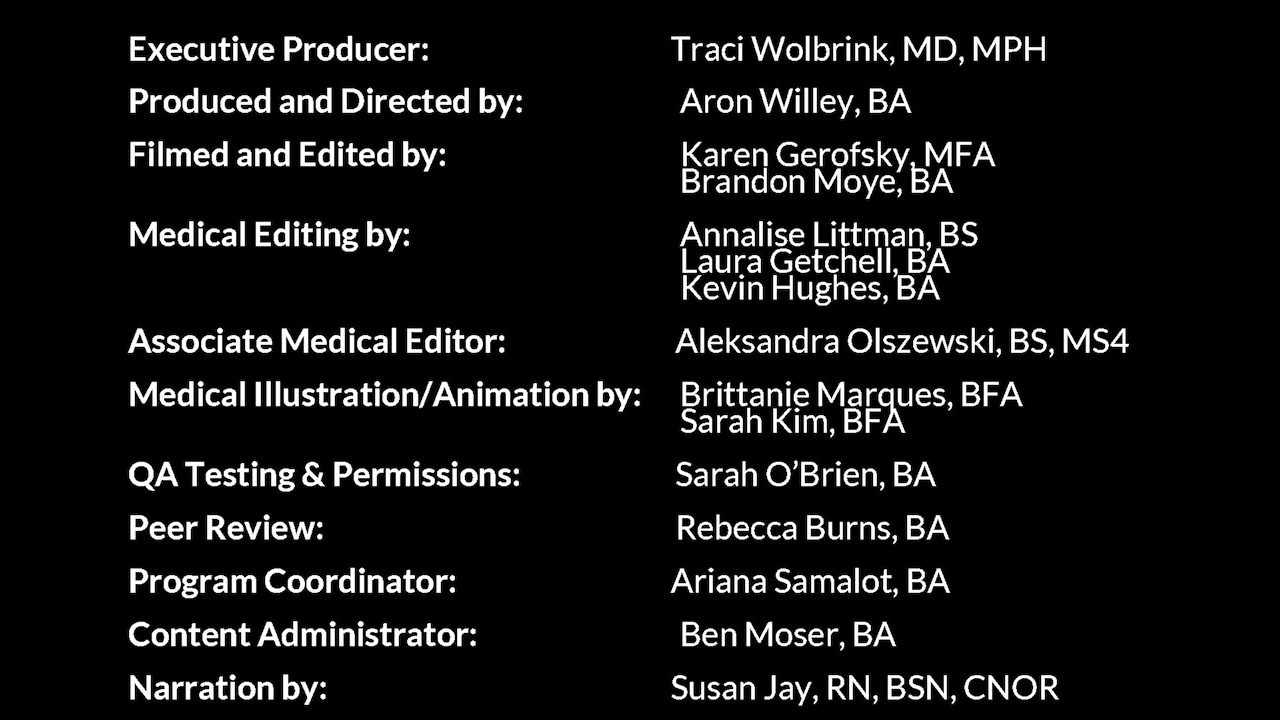 Executive Producer: Traci Wolbrink, MD, MPH
Produced and Directed by: Aron Willey, BA
Filmed and Edited by: Karen Gerofsky, MFA
Brandon Moye, BA
Medical Editing by: Annalise Littman, BS
Laura Getchell, BA
Kevin Hughes, BA
Associate Medical Editor: Aleksandra Olszewski, BS, MS4
Medical Illustration/Animation by: Brittanie Marques, BFA
Sarah Kim, BFA
QA Testing & Permissions: Sarah O’Brien, BA
Peer Review: Rebecca Burns, BA
Program Coordinator: Ariana Samalot, BA
Content Administrator: Ben Moser, BA
Narration by: Susan Jay, RN, BSN, CNOR